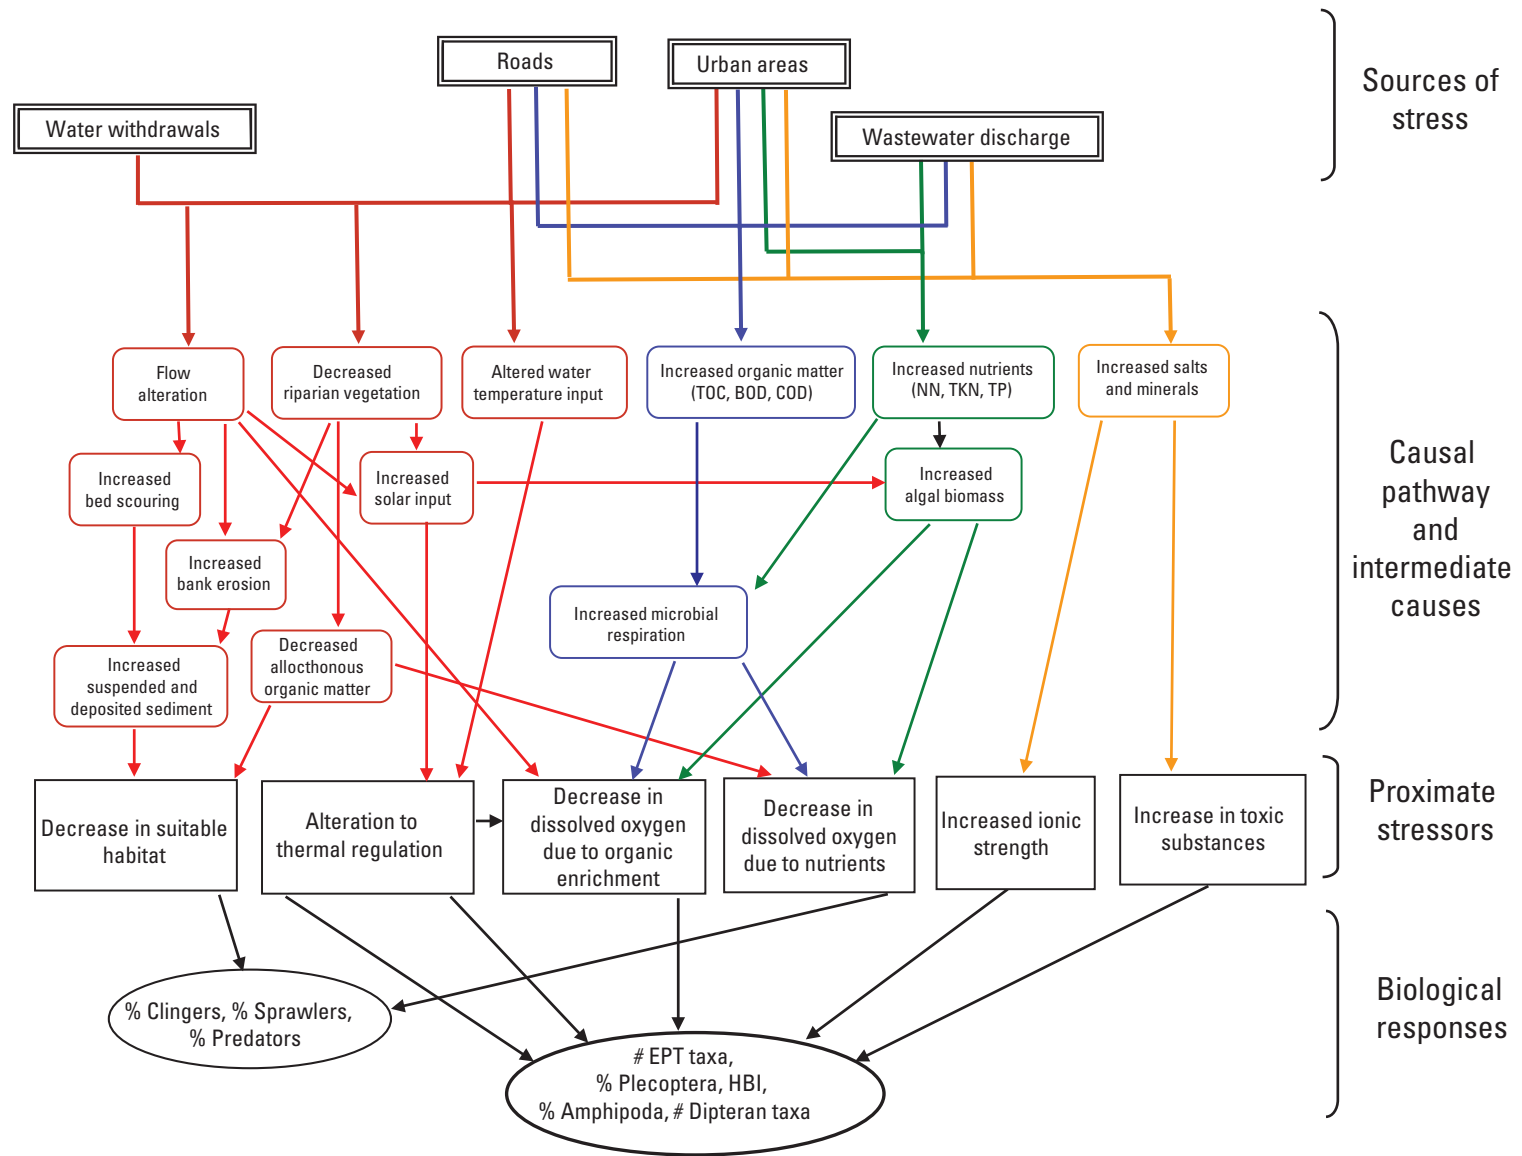 Roads
Urban areas
Water withdrawals
Wastewater discharge
Sources of
stress
Flow
alteration
Decreased
riparian vegetation
Altered water
temperature input
Increased organic matter
(TOC, BOD, COD)
Increased nutrients
(NN, TKN, TP)
Increased salts
and minerals
Increased
bed scouring
Increased
solar input
Increased
algal biomass
Increased
bank erosion
Increased microbial
respiration
Increased
suspended and
deposited sediment
Decreased
allocthonous
organic matter
Causal
pathway
and
intermediate
causes
Decrease in suitable
habitat
Alteration to
thermal regulation
Decrease in
dissolved oxygen
due to organic
enrichment
Decrease in
dissolved oxygen
due to nutrients
Increased ionic
strength
Increase in toxic
substances
Proximate
stressors
% Clingers, % Sprawlers,
% Predators
# EPT taxa,
% Plecoptera, HBI,
% Amphipoda, # Dipteran taxa
Biological
responses